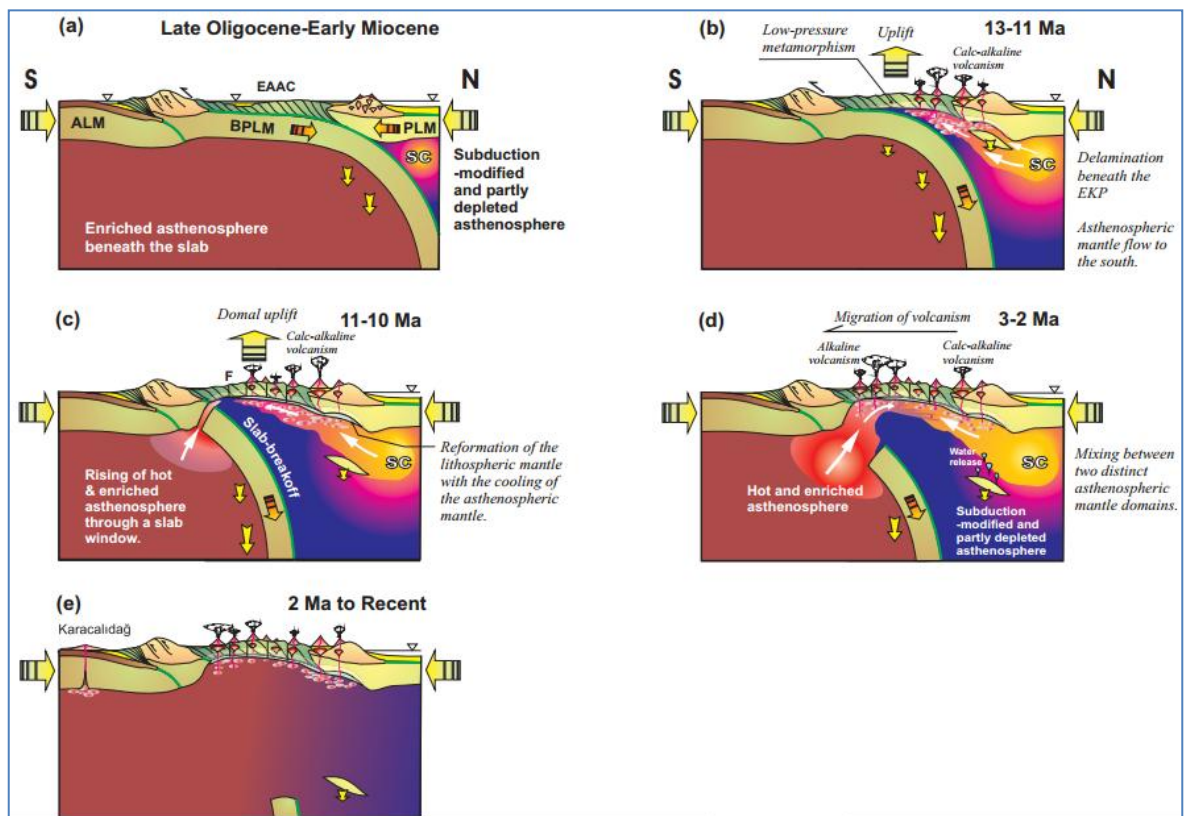 (a)
Late Oligocene-Early Miocene
S
N
EAAC
ALM
BPLM
PLM
SC
Enriched asthenosphere
beneath the slab
Subduction
-modified
and partly
depleted
asthenosphere
(b)
13-11 Ma
Low-pressure
metamorphism
Uplift
Calc-alkaline
volcanism
S
N
SC
Delamination
beneath the
EKP
Asthenospheric
mantle flow to
the south.
(c)
11-10 Ma
Domal uplift
Calc-alkaline
volcanism
F
Slab-breakoff
SC
Rising of hot
& enriched
asthenosphere
through a slab
window.
Reformation of the
lithospheric mantle
with the cooling of
the asthenospheric
mantle.
(d)
3-2 Ma
Migration of volcanism
Alkaline
volcanism
Calc-alkaline
volcanism
Water
release
SC
Hot and enriched
asthenosphere
Subduction
-modified and
partly depleted
asthenosphere
Mixing between
two distinct
asthenospheric
mantle domains.
(e)
2 Ma to Recent
Karacalıdağ